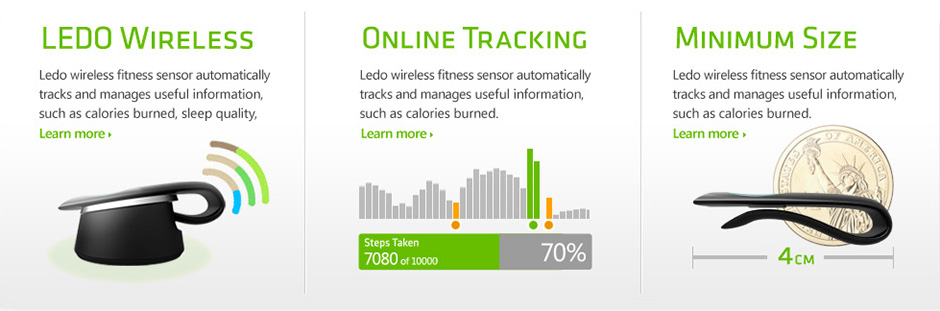 LEDO WIRELESS
Ledo wireless fitness sensor automatically
tracks and manages useful information,
such as calories burned, sleep quality,
Learn more
ONLINE TRACKING
Ledo wireless fitness sensor automatically
tracks and manages useful information,
such as calories burned.
Learn more
Steps Taken
7080 of 10000
70%
MINIMUM SIZE
Ledo wireless fitness sensor automatically
tracks and manages useful information,
such as calories burned.
Learn more
OF AMERICA
4CM